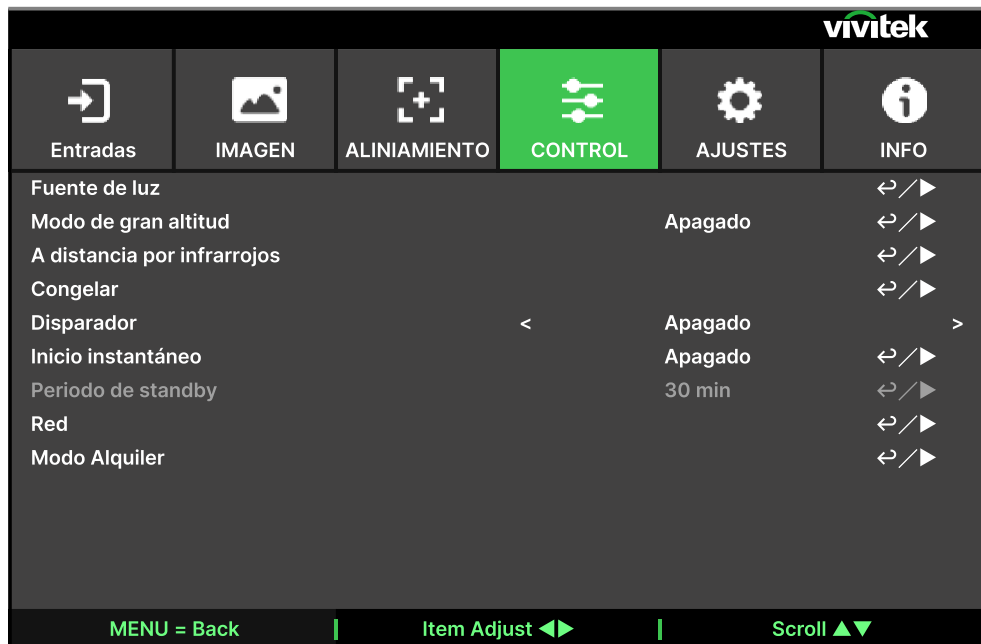 vivitek
Entradas IMAGEN ALINIAMIENTO CONTROL AJUSTES INFO
Fuente de luz ↩/▶
Modo de gran altitud Apagado ↩/▶
A distancia por infrarrojos ↩/▶
Congelar ↩/▶
Disparador < Apagado >
Inicio instantáneo Apagado ↩/▶
Periodo de standby 30 min ↩/▶
Red ↩/▶
Modo Alquiler ↩/▶
MENU = Back | Item Adjust ◀▶ | Scroll ▲▼